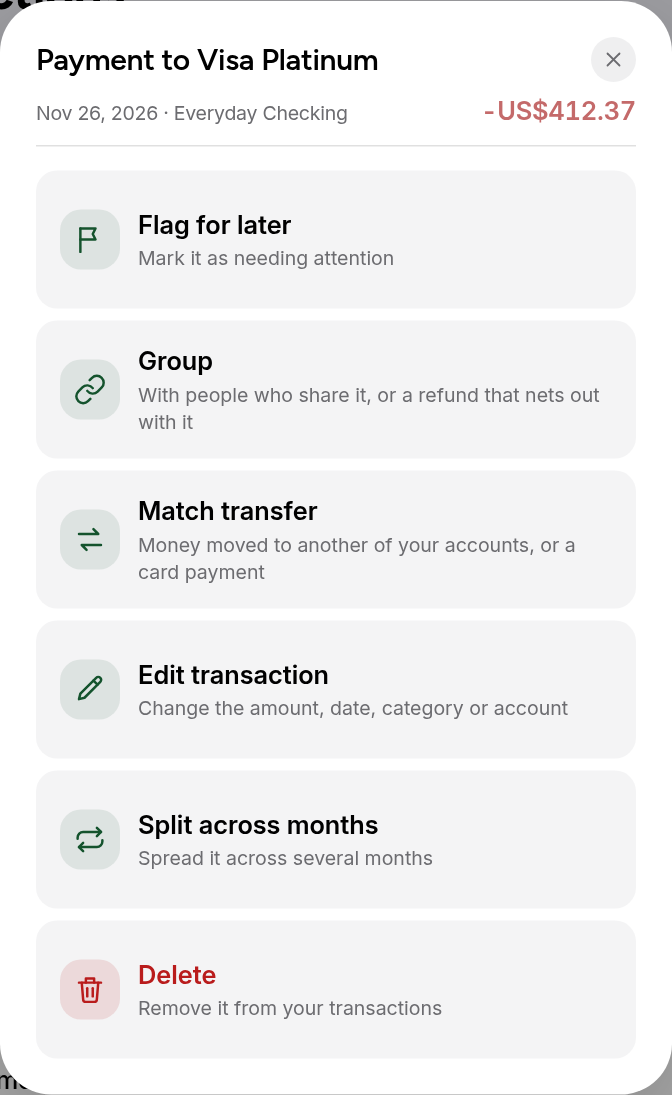 Payment to Visa Platinum
Nov 26, 2026 · Everyday Checking
-US$412.37
Flag for later
Mark it as needing attention
Group
With people who share it, or a refund that nets out
with it
Match transfer
Money moved to another of your accounts, or a
card payment
Edit transaction
Change the amount, date, category or account
Split across months
Spread it across several months
Delete
Remove it from your transactions